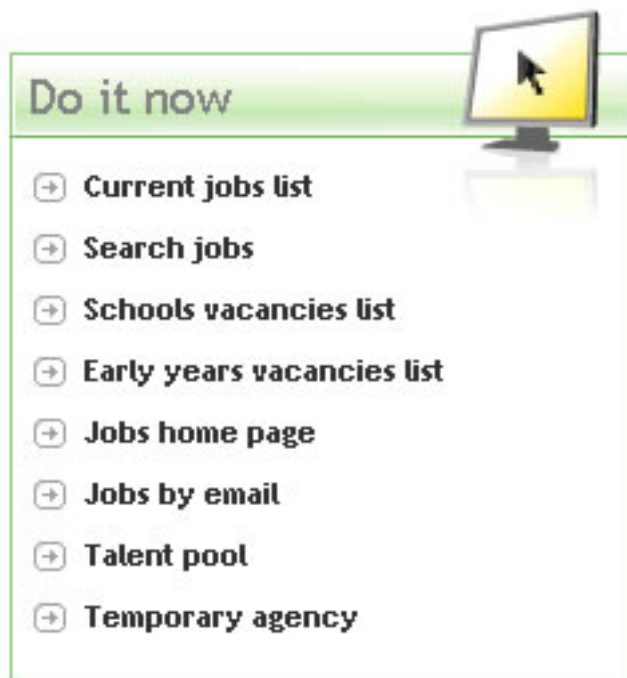 Do it now
Current jobs list
Search jobs
Schools vacancies list
Early years vacancies list
Jobs home page
Jobs by email
Talent pool
Temporary agency